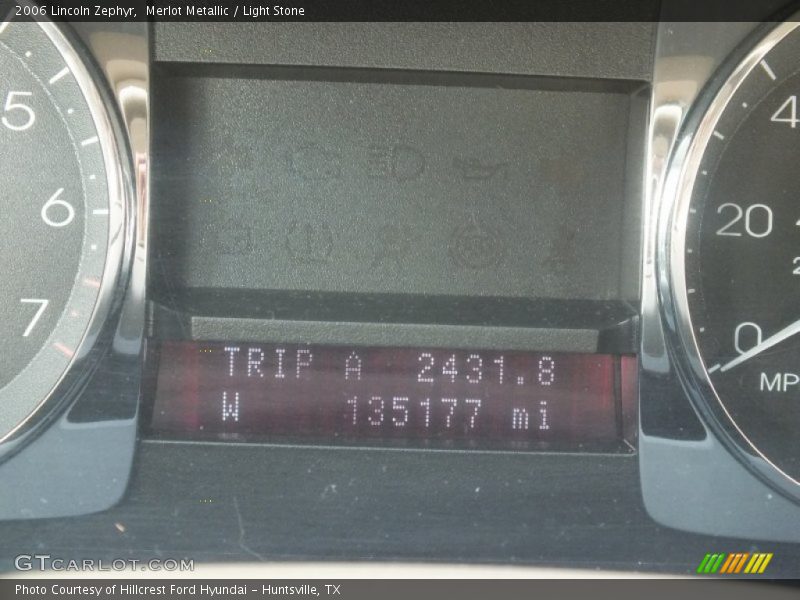 2006 Lincoln Zephyr,  Merlot Metallic / Light Stone
5
6
7
4
20
2
0
MP
TRIP A 2431.8
W 135177 mi
GTCARLOT.COM
Photo Courtesy of Hillcrest Ford Hyundai - Huntsville, TX